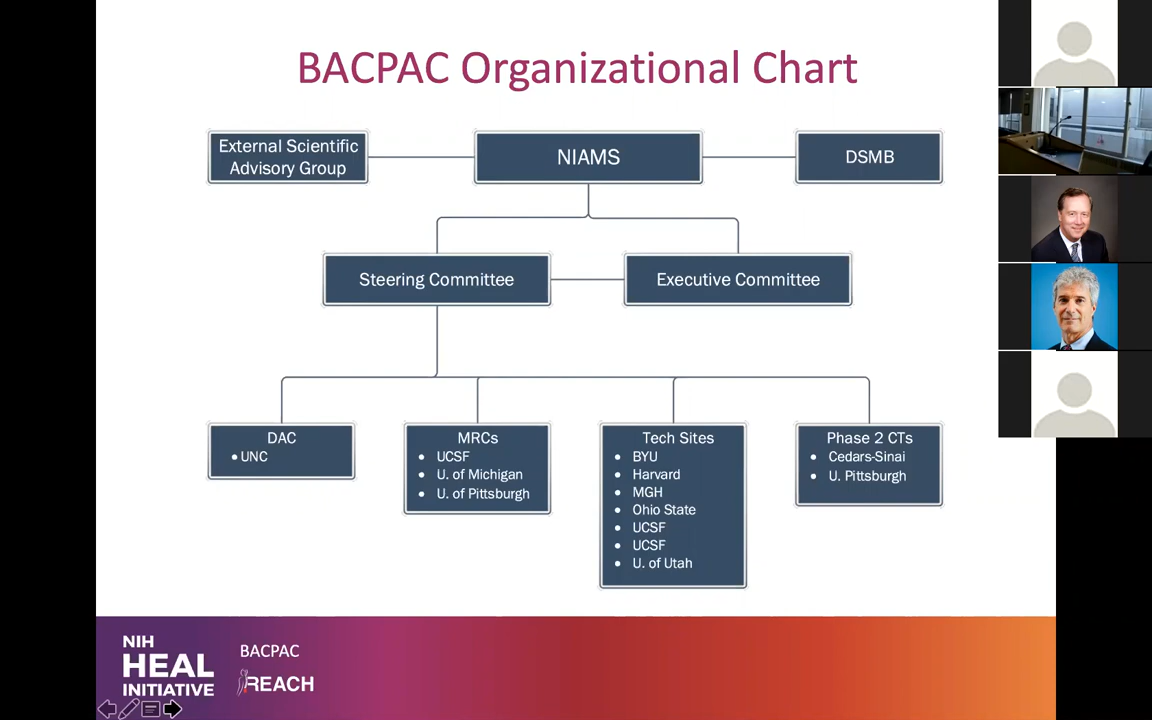 BACPAC Organizational Chart
External Scientific
Advisory Group
NIAMS
DSMB
Steering Committee
Executive Committee
DAC
• UNC
MRCs
• UCSF
• U. of Michigan
• U. of Pittsburgh
Tech Sites
• BYU
• Harvard
• MGH
• Ohio State
• UCSF
• UCSF
• U. of Utah
Phase 2 CTs
• Cedars-Sinai
• U. Pittsburgh
NIH
HEAL
INITIATIVE
BACPAC
REACH